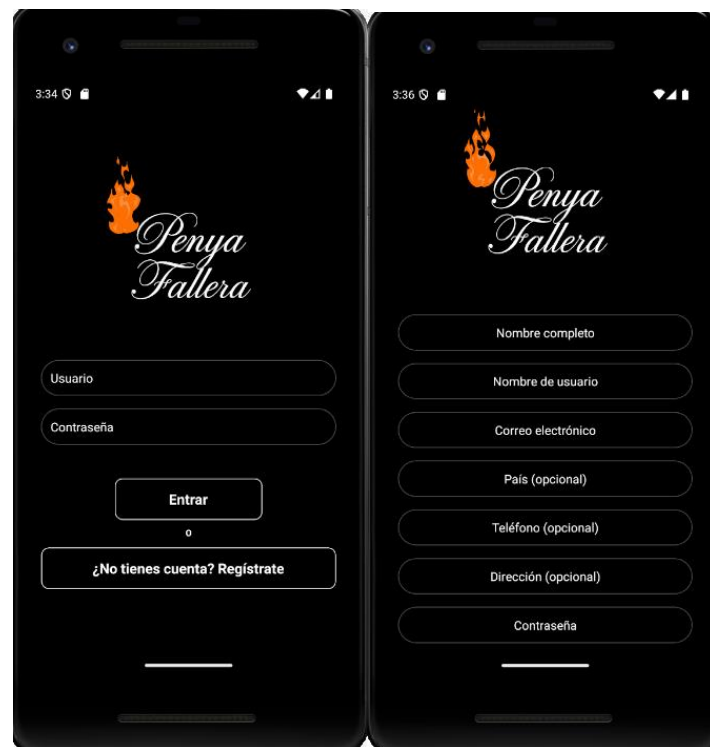 3:34
Penya
Fallera
Usuario
Contraseña
Entrar
o
¿No tienes cuenta? Regístrate
3:36
Penya
Fallera
Nombre completo
Nombre de usuario
Correo electrónico
País (opcional)
Teléfono (opcional)
Dirección (opcional)
Contraseña